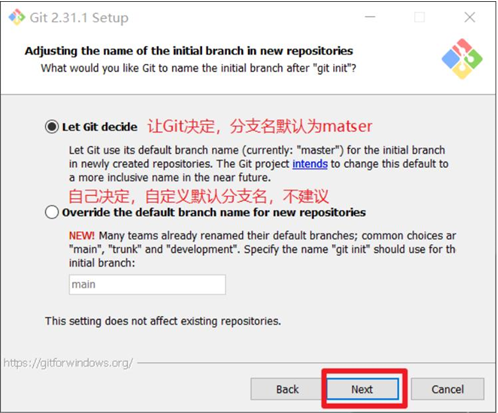 Git 2.31.1 Setup
Adjusting the name of the initial branch in new repositories
What would you like Git to name the initial branch after "git init"?
Let Git decide 让Git决定，分支名默认为matser
Let Git use its default branch name (currently: "master") for the initial branch
in newly created repositories. The Git project intends to change this default to
a more inclusive name in the near future.
自己决定，自定义默认分支名，不建议
Override the default branch name for new repositories
NEW! Many teams already renamed their default branches; common choices ar
"main", "trunk" and "development". Specify the name "git init" should use for th
initial branch:
main
This setting does not affect existing repositories.
https://gitforwindows.org/
Back Next Cancel